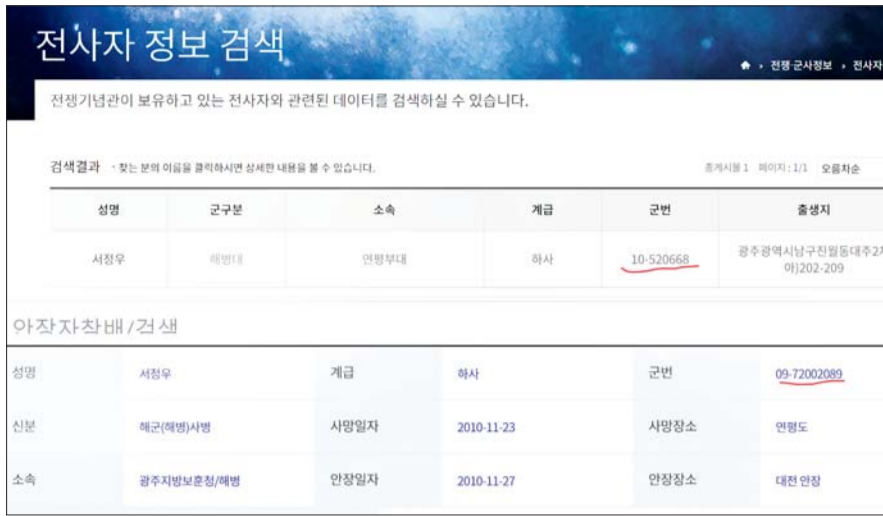 전사자 정보 검색
전쟁·군사정보 › 전사자
전쟁기념관이 보유하고 있는 전사자와 관련된 데이터를 검색하실 수 있습니다.
검색결과 · 찾는 분의 이름을 클릭하시면 상세한 내용을 볼 수 있습니다. 총게시물 1 페이지 : 1/1 오름차순
성명 군구분 소속 계급 군번 출생지
서정우 해병대 연평부대 하사 10-520668 광주광역시남구진월동대주2차
아)202-209
안장자참배/검색
성명 서정우 계급 하사 군번 09-72002089
신분 해군(해병)사병 사망일자 2010-11-23 사망장소 연평도
소속 광주지방보훈청/해병 안장일자 2010-11-27 안장장소 대전 안장